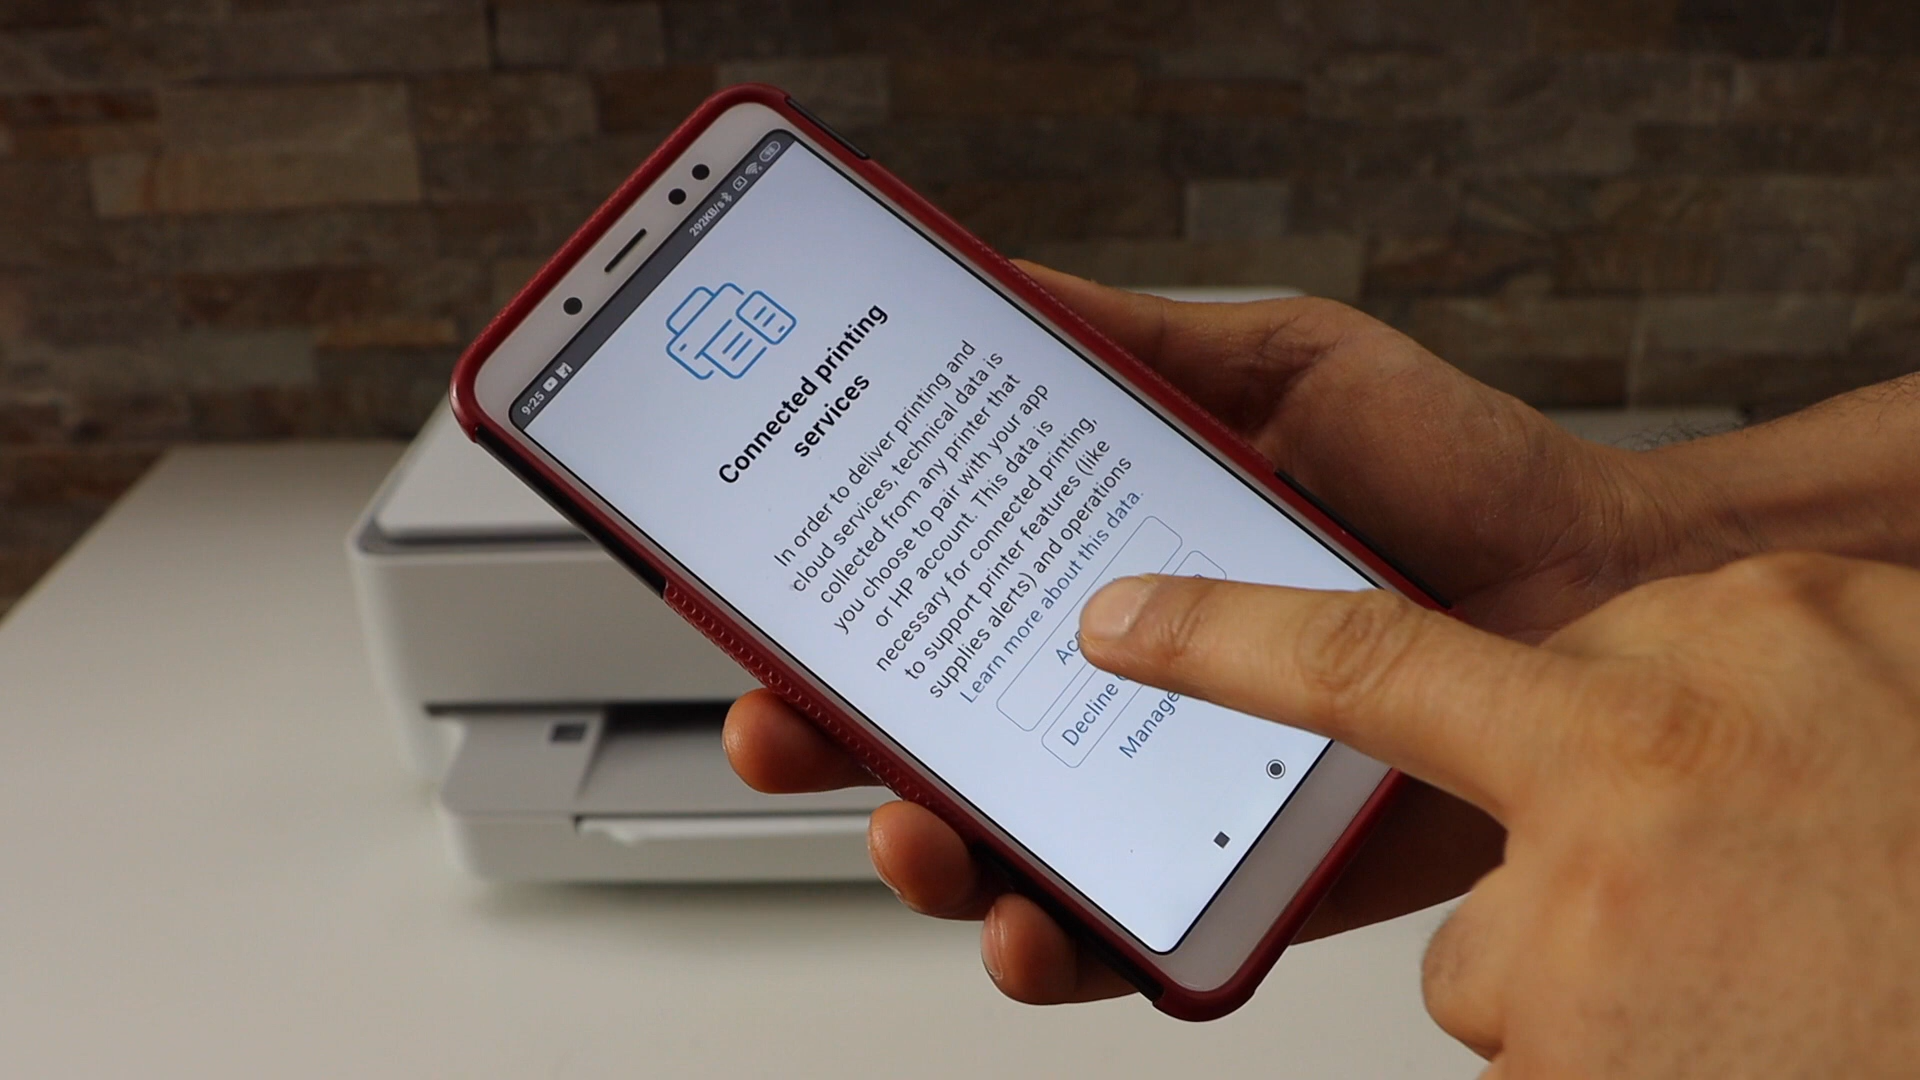 9:25
292KB/s
Connected printing
services
In order to deliver printing and
cloud services, technical data is
collected from any printer that
you choose to pair with your app
or HP account. This data is
necessary for connected printing,
to support printer features (like
supplies alerts) and operations
Learn more about this data.
Decline
Manage